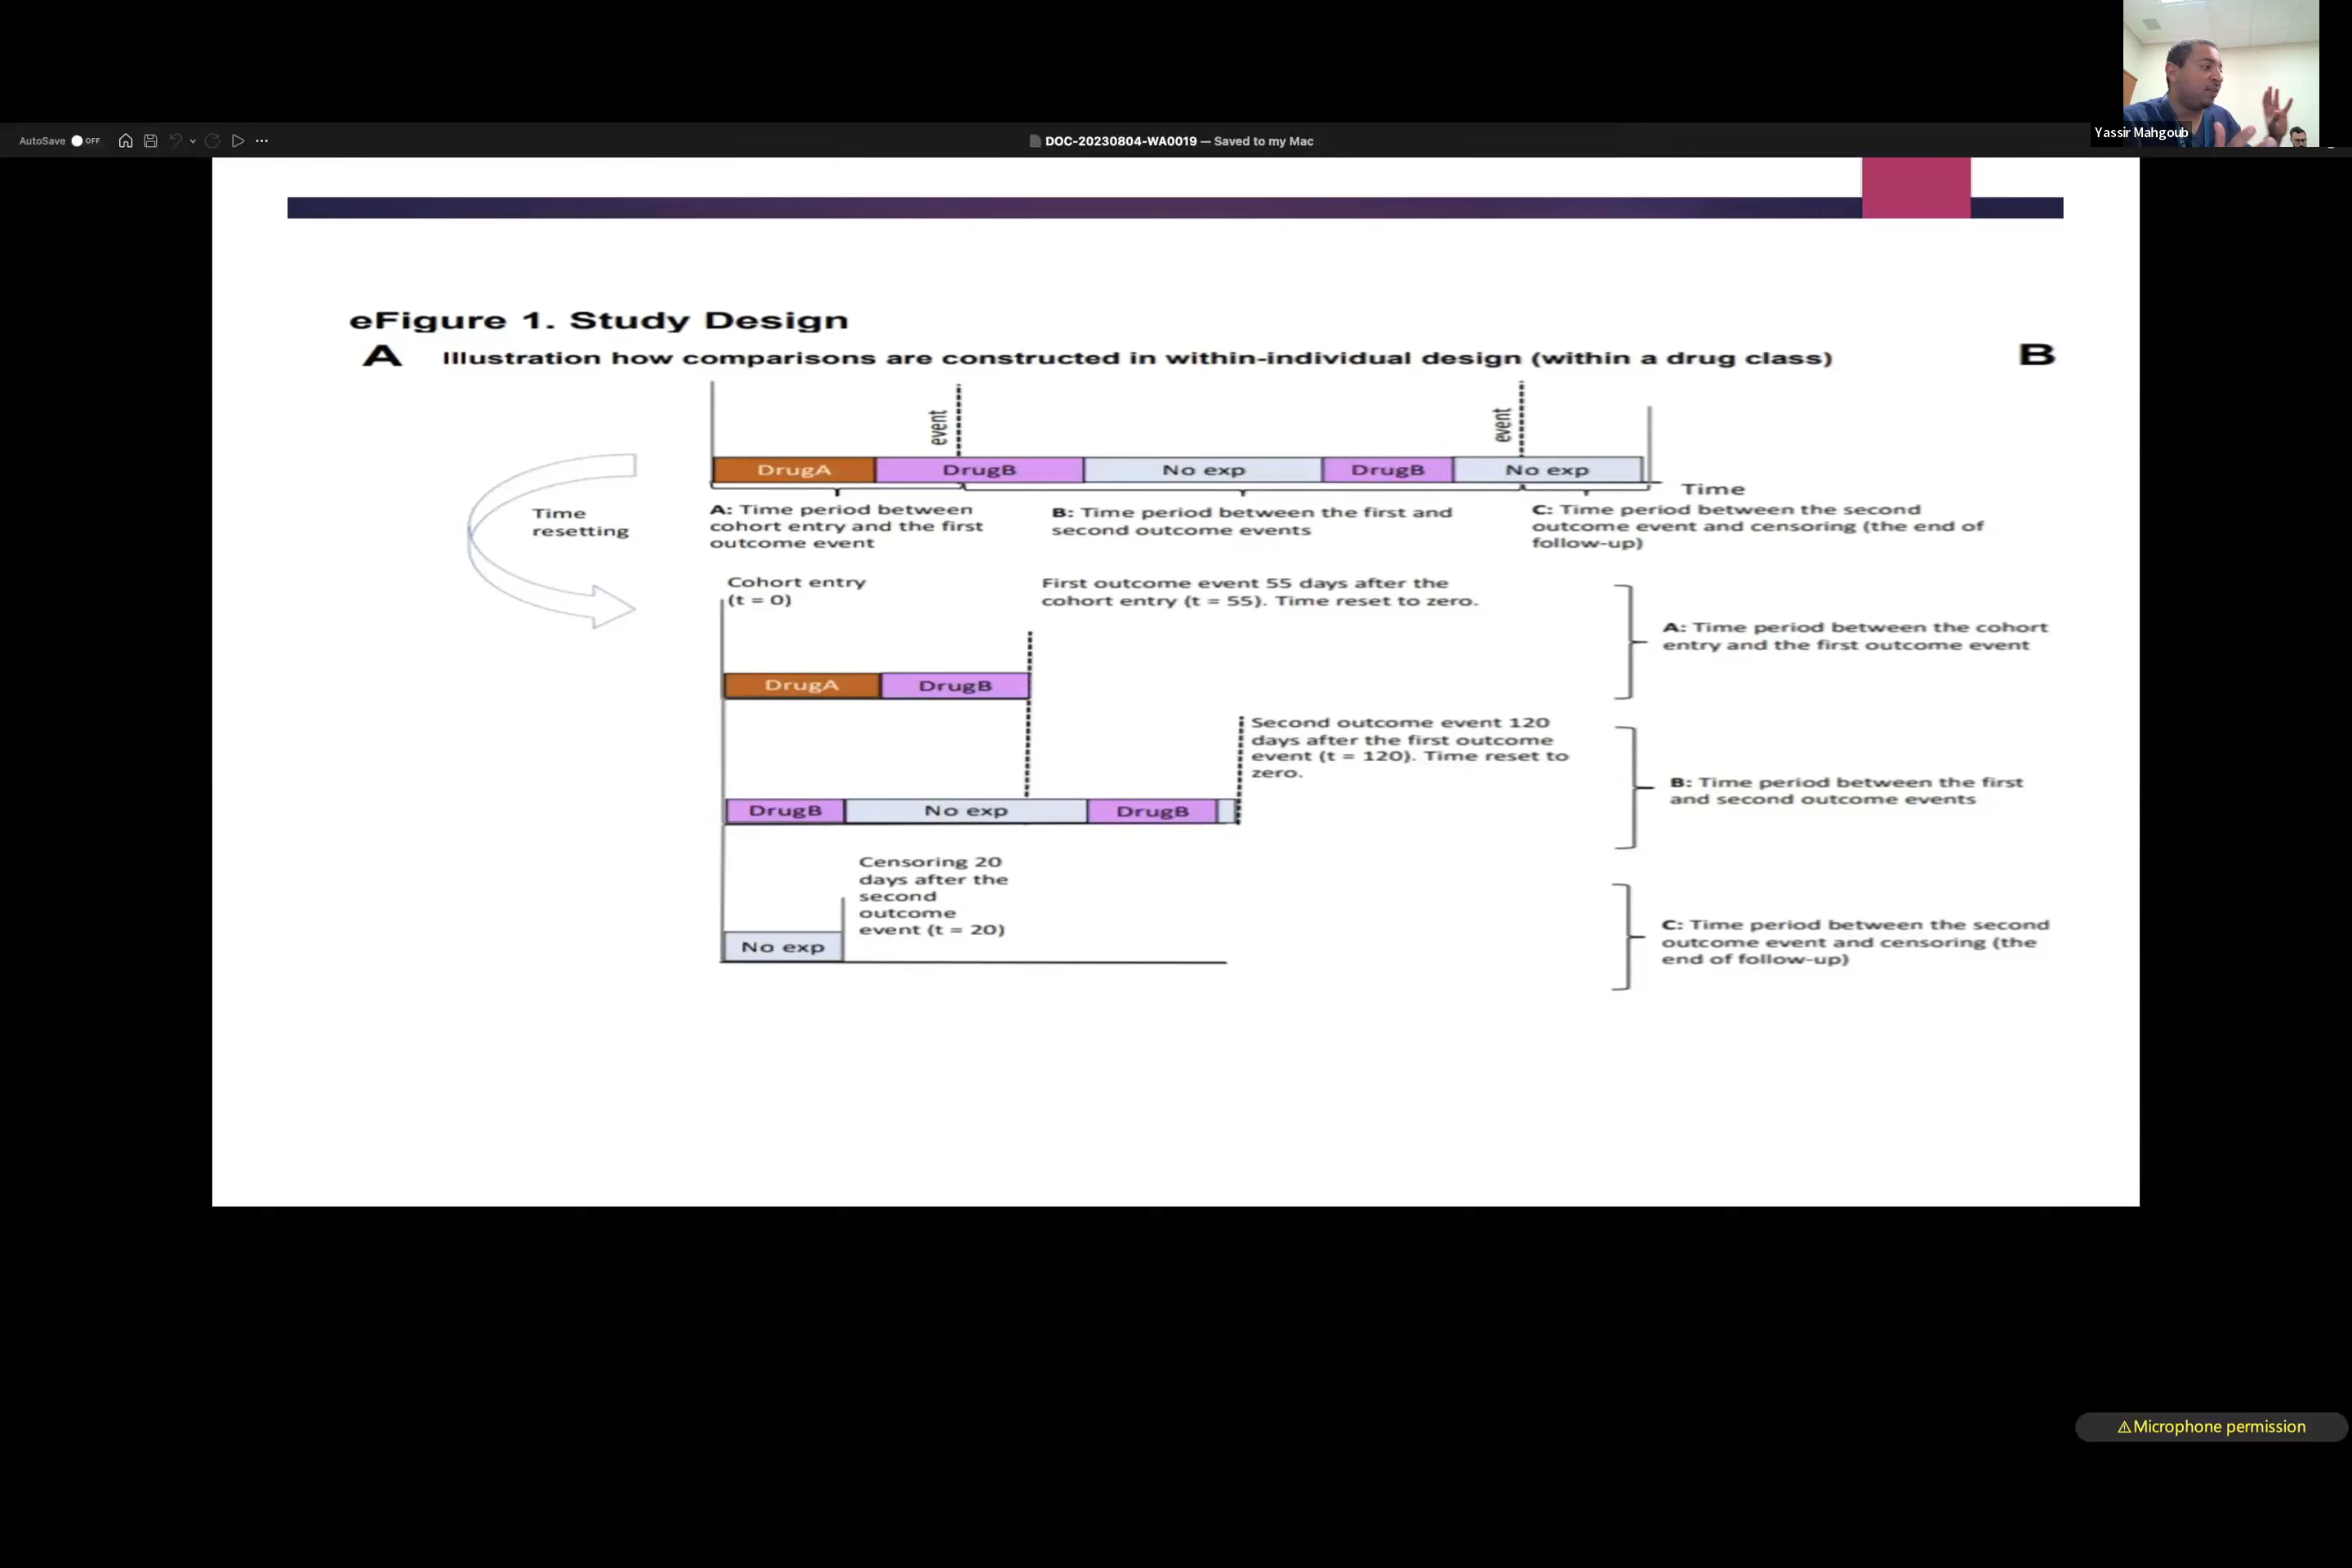 Yassir Mahgoub
AutoSave OFF
DOC-20230804-WA0019 — Saved to my Mac
eFigure 1. Study Design
A Illustration how comparisons are constructed in within-individual design (within a drug class) B
event
event
DrugA
DrugB
No exp
DrugB
No exp
Time
Time
resetting
A: Time period between
cohort entry and the first
outcome event
B: Time period between the first and
second outcome events
C: Time period between the second
outcome event and censoring (the end of
follow-up)
Cohort entry
(t = 0)
First outcome event 55 days after the
cohort entry (t = 55). Time reset to zero.
A: Time period between the cohort
entry and the first outcome event
DrugA
DrugB
Second outcome event 120
days after the first outcome
event (t = 120). Time reset to
zero.
B: Time period between the first
and second outcome events
DrugB
No exp
DrugB
Censoring 20
days after the
second
outcome
event (t = 20)
C: Time period between the second
outcome event and censoring (the
end of follow-up)
No exp
Microphone permission